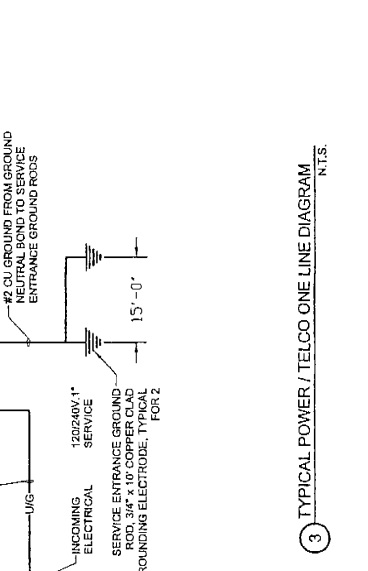 #2 CU GROUND FROM GROUND
NEUTRAL BOND TO SERVICE
ENTRANCE GROUND RODS
15'-0"
120/240V,1"
SERVICE
INCOMING
ELECTRICAL
U/G
SERVICE ENTRANCE GROUND
ROD, 3/4" x 10' COPPER CLAD
ROUNDING ELECTRODE, TYPICAL
FOR 2
3 TYPICAL POWER / TELCO ONE LINE DIAGRAM
N.T.S.